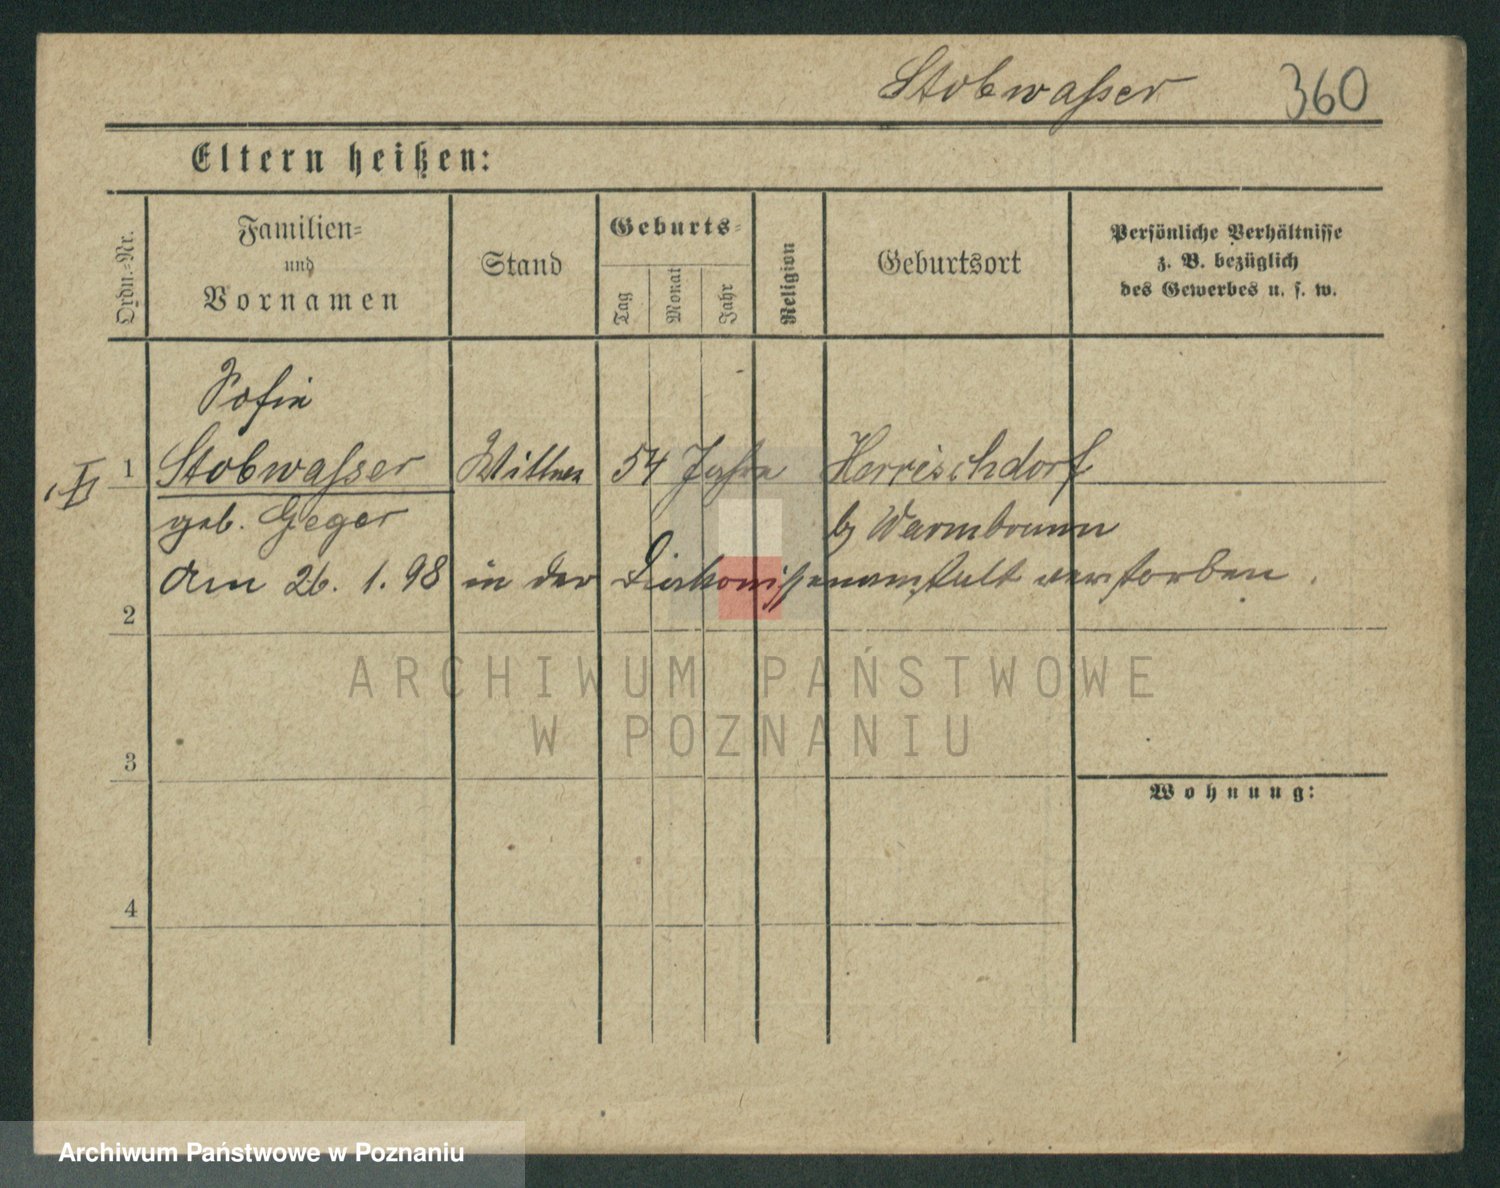 Stobwasser 360
Eltern heißen:
Ordn.=Nr.
Familien=
und
Vornamen
Stand
Geburts=
Tag
Monat
Jahr
Religion
Geburtsort
Persönliche Verhältnisse
z. B. bezüglich
des Gewerbes u. s. w.
Sofie
1 Stobwasser Wittwe 54 Jahre Herrischdorf
geb. Geger b/ Warmbrunn
Am 26. 1. 98 in der Diakonissenanstalt verstorben.
2
ARCHIWUM PAŃSTWOWE
W POZNANIU
3
Wohnung:
4
Archiwum Państwowe w Poznaniu